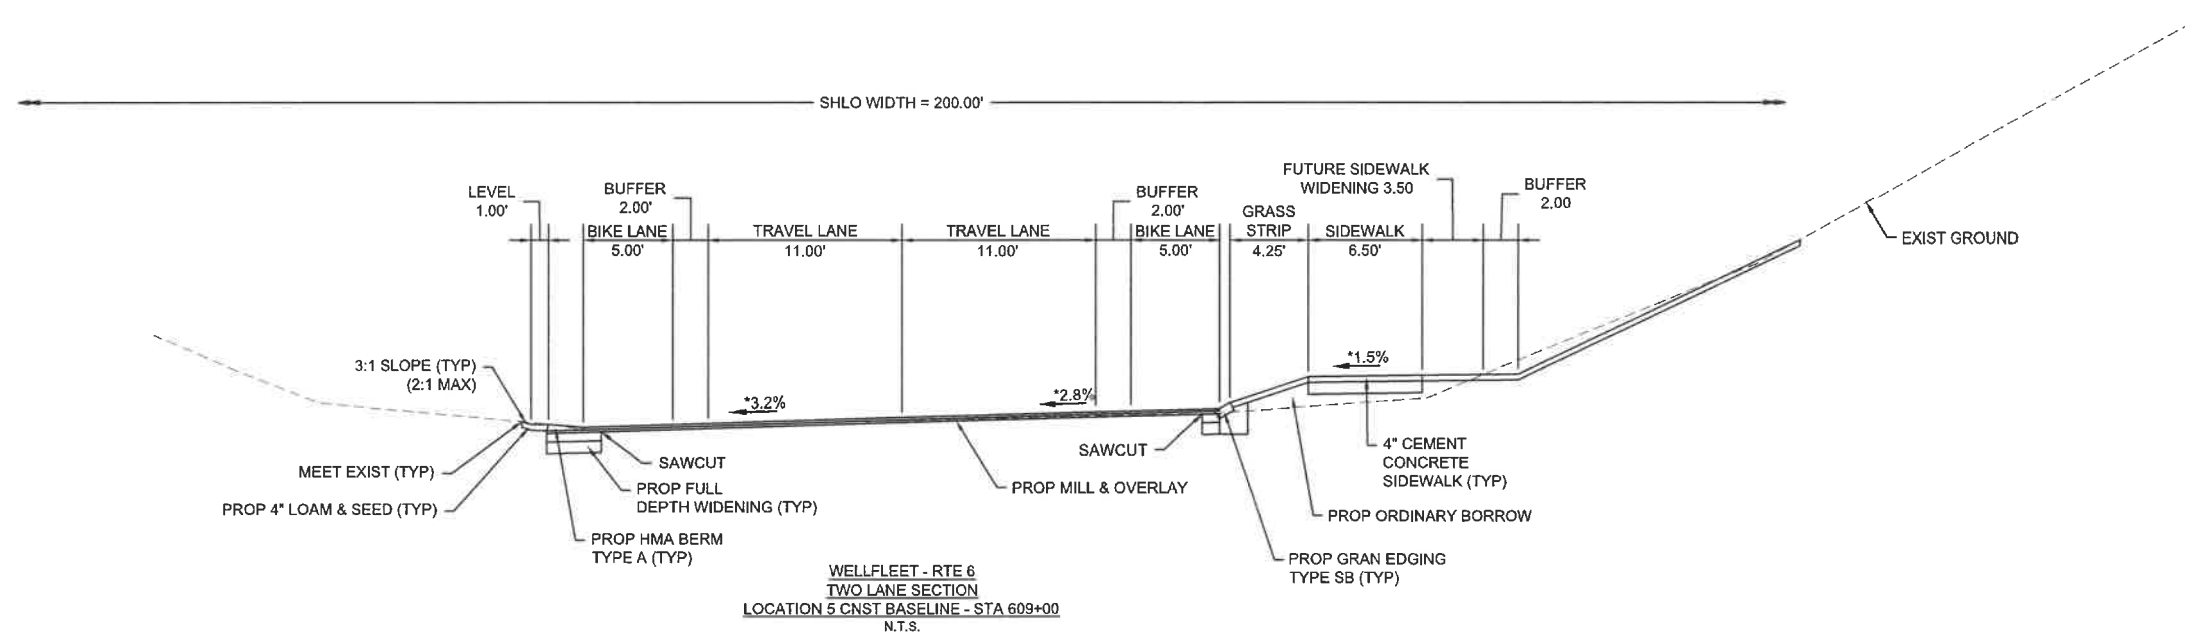 SHLO WIDTH = 200.00'
LEVEL
1.00'
BUFFER
2.00'
BUFFER
2.00'
FUTURE SIDEWALK
WIDENING 3.50
BUFFER
2.00
BIKE LANE
5.00'
TRAVEL LANE
11.00'
TRAVEL LANE
11.00'
BIKE LANE
5.00'
GRASS
STRIP
4.25'
SIDEWALK
6.50'
EXIST GROUND
3:1 SLOPE (TYP)
(2:1 MAX)
*3.2%
*2.8%
*1.5%
MEET EXIST (TYP)
PROP 4" LOAM & SEED (TYP)
SAWCUT
PROP FULL
DEPTH WIDENING (TYP)
PROP HMA BERM
TYPE A (TYP)
PROP MILL & OVERLAY
SAWCUT
4" CEMENT
CONCRETE
SIDEWALK (TYP)
PROP ORDINARY BORROW
PROP GRAN EDGING
TYPE SB (TYP)
WELLFLEET - RTE 6
TWO LANE SECTION
LOCATION 5 CNST BASELINE - STA 609+00
N.T.S.